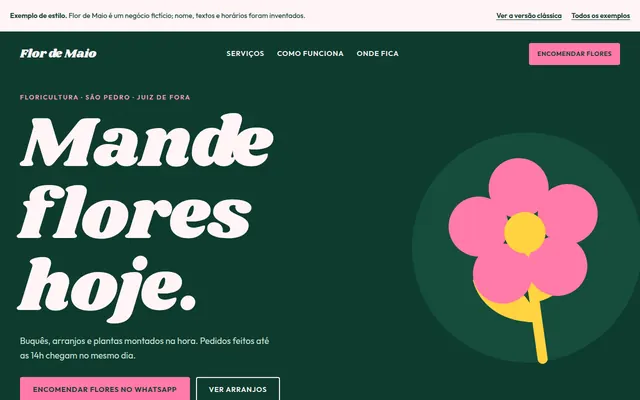 Exemplo de estilo. Flor de Maio é um negócio fictício; nome, textos e horários foram inventados.
Ver a versão clássica
Todos os exemplos
Flor de Maio
SERVIÇOS
COMO FUNCIONA
ONDE FICA
ENCOMENDAR FLORES
FLORICULTURA · SÃO PEDRO · JUIZ DE FORA
Mande
flores
hoje.
Buquês, arranjos e plantas montados na hora. Pedidos feitos até
as 14h chegam no mesmo dia.
ENCOMENDAR FLORES NO WHATSAPP
VER ARRANJOS